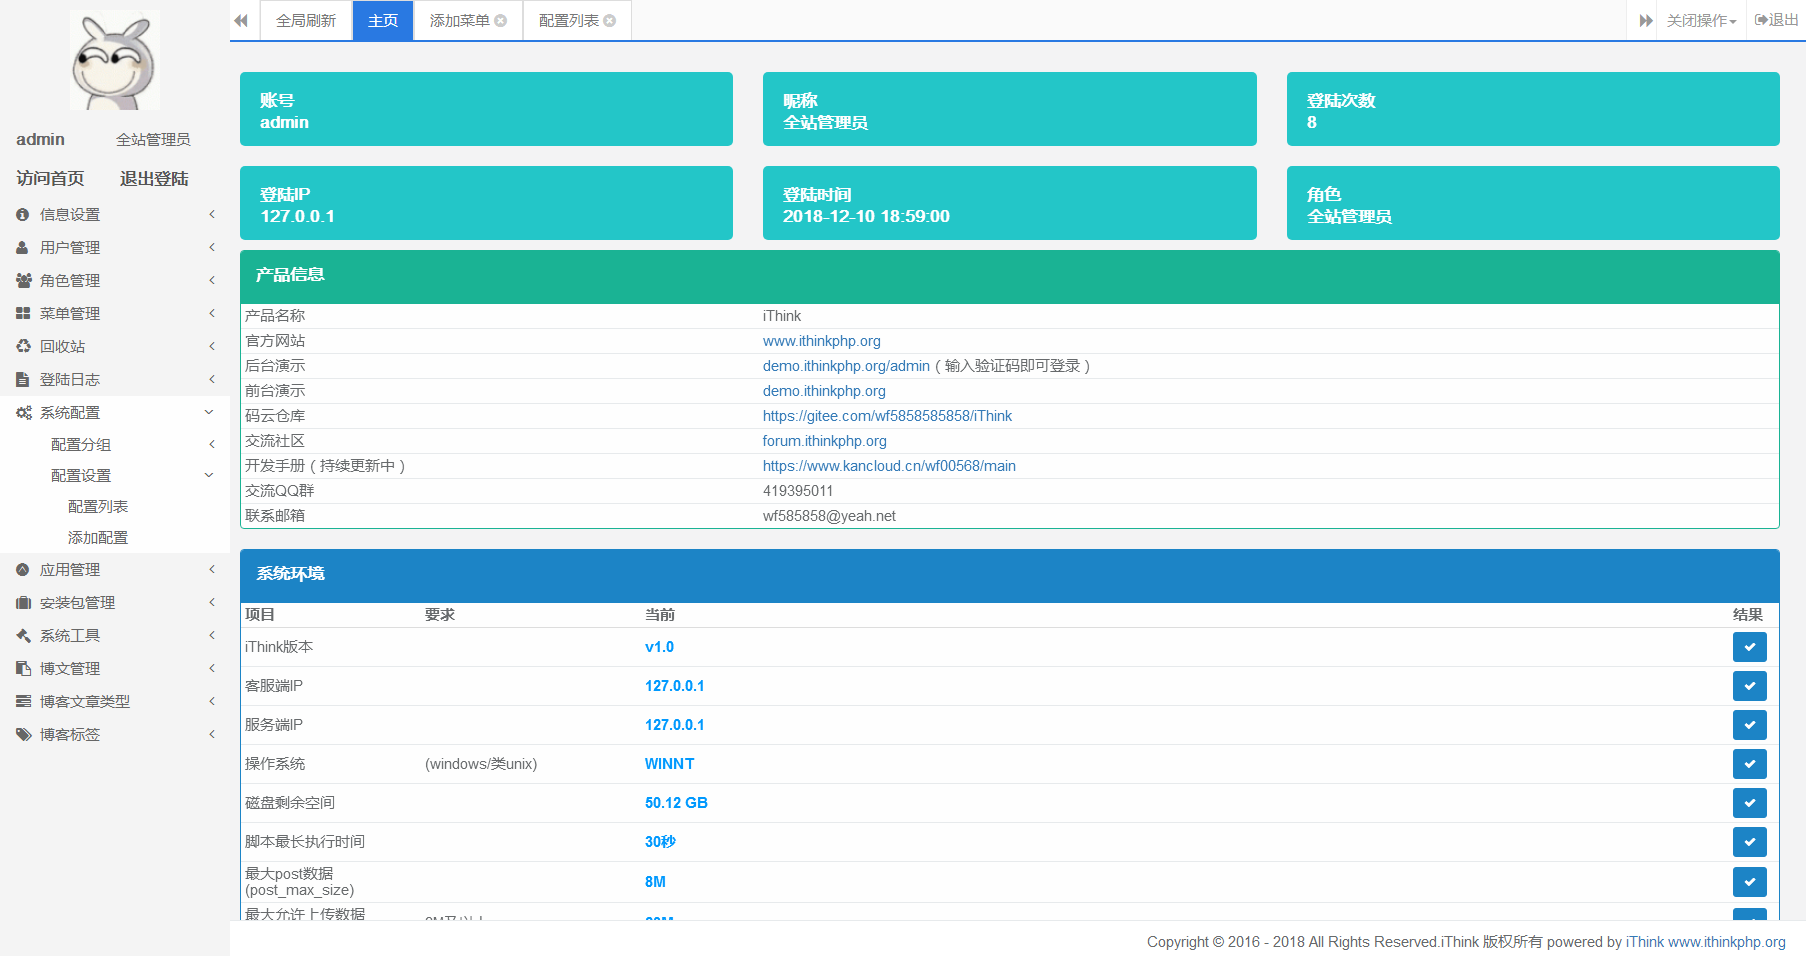 全局刷新 主页 添加菜单 配置列表 关闭操作 退出
admin 全站管理员
访问首页 退出登陆
信息设置
用户管理
角色管理
菜单管理
回收站
登陆日志
系统配置
配置分组
配置设置
配置列表
添加配置
应用管理
安装包管理
系统工具
博文管理
博客文章类型
博客标签
账号
admin
昵称
全站管理员
登陆次数
8
登陆IP
127.0.0.1
登陆时间
2018-12-10 18:59:00
角色
全站管理员
产品信息
产品名称 iThink
官方网站 www.ithinkphp.org
后台演示 demo.ithinkphp.org/admin（输入验证码即可登录）
前台演示 demo.ithinkphp.org
码云仓库 https://gitee.com/wf5858585858/iThink
交流社区 forum.ithinkphp.org
开发手册（持续更新中） https://www.kancloud.cn/wf00568/main
交流QQ群 419395011
联系邮箱 wf585858@yeah.net
系统环境
项目 要求 当前 结果
iThink版本 v1.0
客服端IP 127.0.0.1
服务端IP 127.0.0.1
操作系统 (windows/类unix) WINNT
磁盘剩余空间 50.12 GB
脚本最长执行时间 30秒
最大post数据
(post_max_size) 8M
最大允许上传数据
Copyright © 2016 - 2018 All Rights Reserved.iThink 版权所有 powered by iThink www.ithinkphp.org